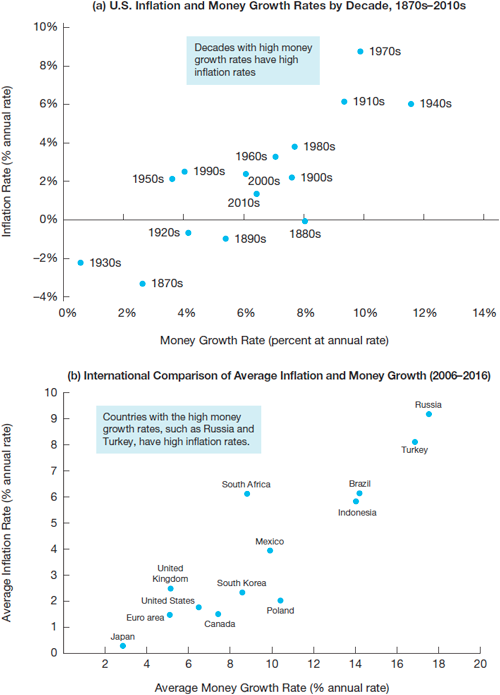 (a) U.S. Inflation and Money Growth Rates by Decade, 1870s–2010s
Inflation Rate (% annual rate)
10%
8%
6%
4%
2%
0%
−2%
−4%
Decades with high money
growth rates have high
inflation rates
1970s
1910s
1940s
1980s
1960s
1990s
1950s
2000s
1900s
2010s
1920s
1890s
1880s
1930s
1870s
0%
2%
4%
6%
8%
10%
12%
14%
Money Growth Rate (percent at annual rate)
(b) International Comparison of Average Inflation and Money Growth (2006–2016)
Average Inflation Rate (% annual rate)
10
9
8
7
6
5
4
3
2
1
0
Countries with the high money
growth rates, such as Russia and
Turkey, have high inflation rates.
Russia
Turkey
South Africa
Brazil
Indonesia
Mexico
United
Kingdom
South Korea
United States
Poland
Euro area
Canada
Japan
2
4
6
8
10
12
14
16
18
20
Average Money Growth Rate (% annual rate)